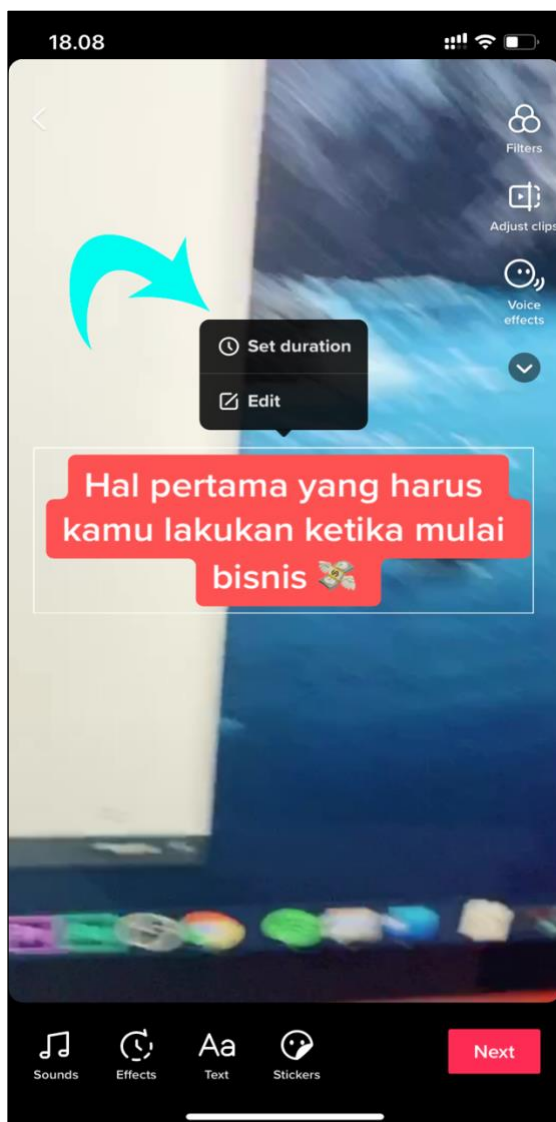 18.08
Filters
Adjust clips
Voice
effects
Set duration
Edit
Hal pertama yang harus
kamu lakukan ketika mulai
bisnis 💸
Sounds
Effects
Aa
Text
Stickers
Next